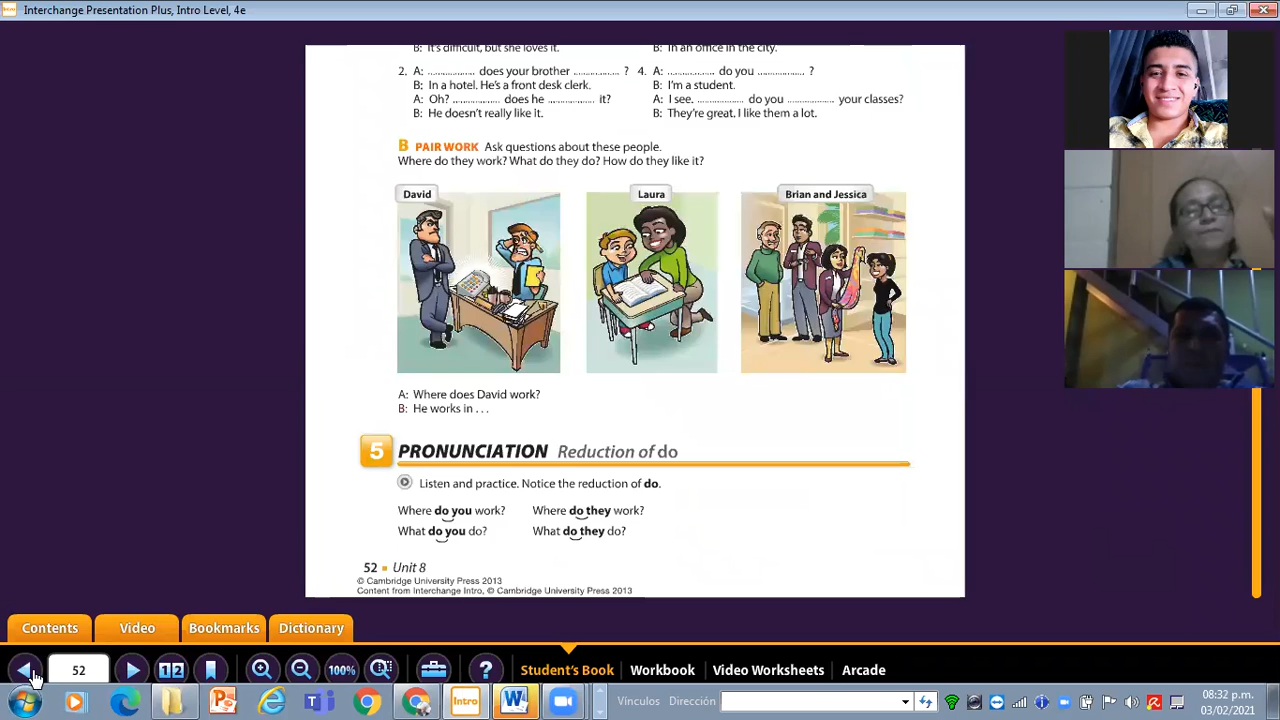 Interchange Presentation Plus, Intro Level, 4e
B: It's difficult, but she loves it.
B: In an office in the city.
2. A: .............. does your brother .............. ?
B: In a hotel. He's a front desk clerk.
A: Oh? .............. does he .............. it?
B: He doesn't really like it.
4. A: .............. do you .............. ?
B: I'm a student.
A: I see. .............. do you .............. your classes?
B: They're great. I like them a lot.
B PAIR WORK Ask questions about these people.
Where do they work? What do they do? How do they like it?
David
Laura
Brian and Jessica
A: Where does David work?
B: He works in . . .
5 PRONUNCIATION Reduction of do
Listen and practice. Notice the reduction of do.
Where do you work? Where do they work?
What do you do? What do they do?
52 ▪ Unit 8
© Cambridge University Press 2013
Content from Interchange Intro, © Cambridge University Press 2013
Contents Video Bookmarks Dictionary
52 12 100% ? Student's Book Workbook Video Worksheets Arcade
Intro
Vínculos Dirección
08:32 p.m.
03/02/2021